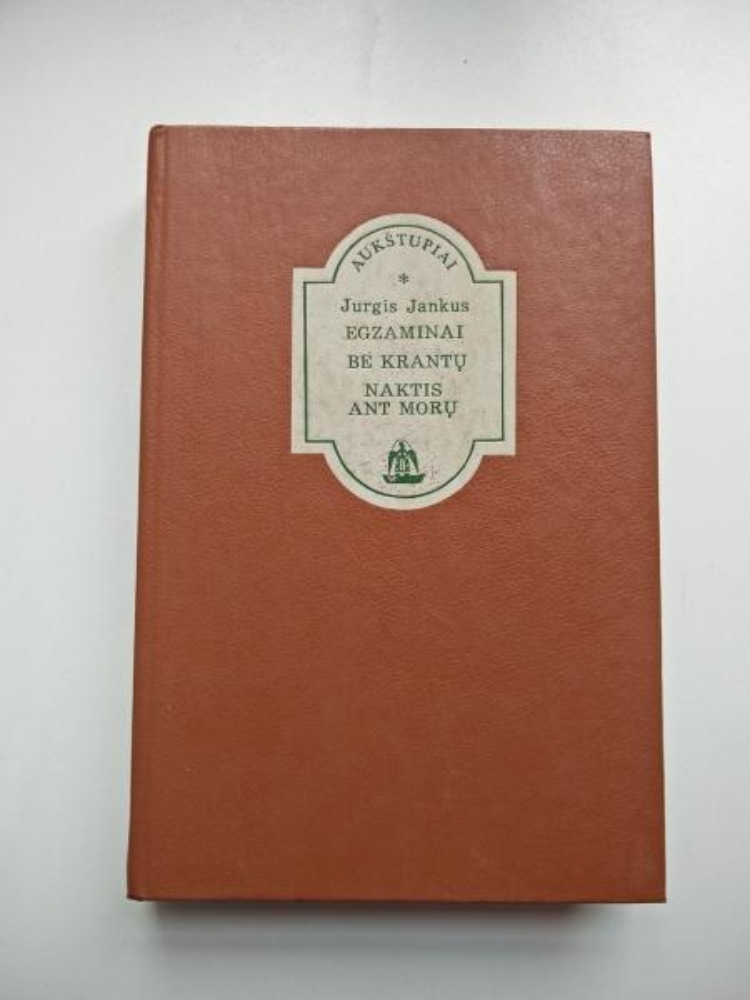 AUKŠTUPIAI
*
Jurgis Jankus
EGZAMINAI
BE KRANTŲ
NAKTIS
ANT MORŲ